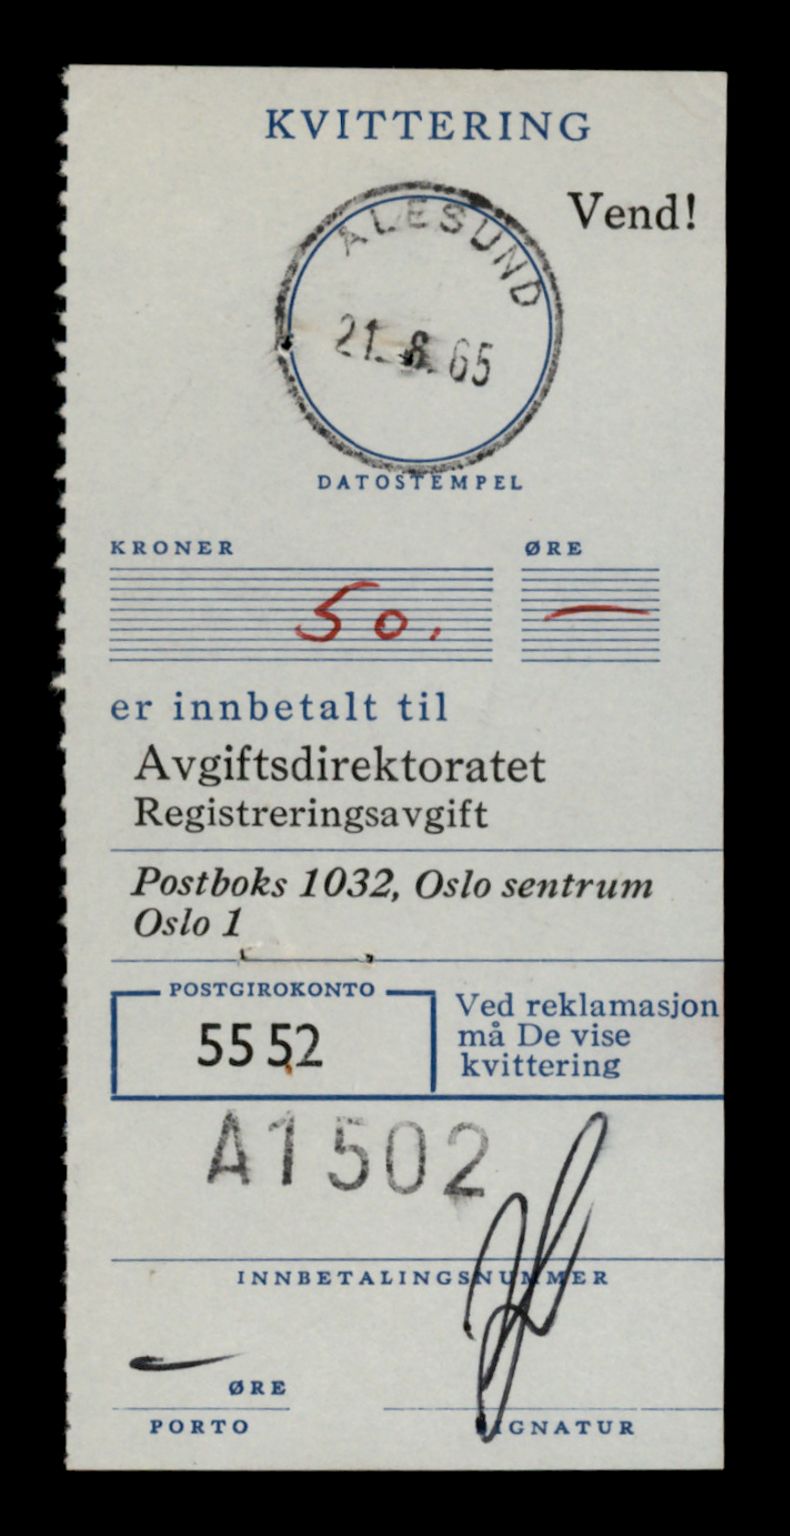 KVITTERING
Vend!
ÅLESUND
21. 8. 65
DATOSTEMPEL
KRONER ØRE
50. —
er innbetalt til
Avgiftsdirektoratet
Registreringsavgift
Postboks 1032, Oslo sentrum
Oslo 1
POSTGIROKONTO
55 52
Ved reklamasjon
må De vise
kvittering
A1502
INNBETALINGSNUMMER
—
ØRE
PORTO SIGNATUR